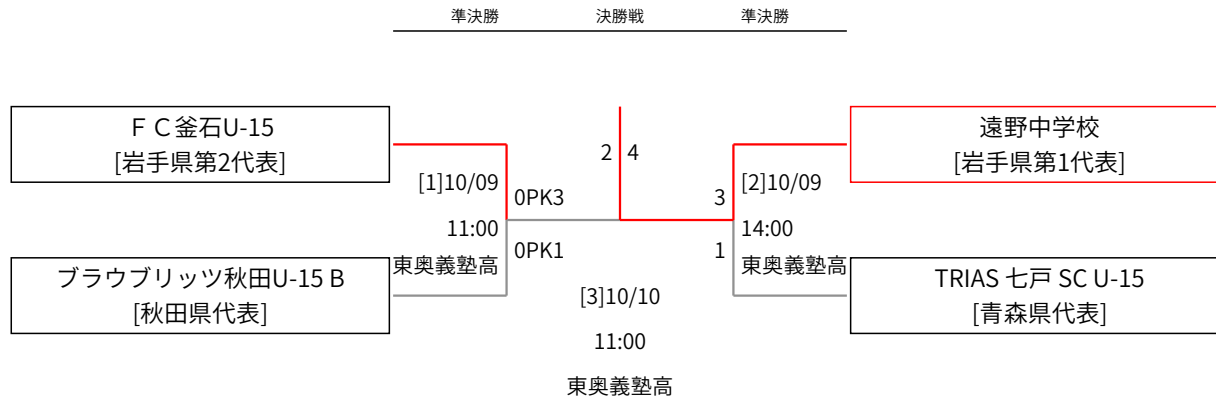 準決勝 決勝戦 準決勝
ＦＣ釜石U-15
[岩手県第2代表]
遠野中学校
[岩手県第1代表]
2 4
[1]10/09
11:00
東奥義塾高
0PK3
0PK1
3
1
[2]10/09
14:00
東奥義塾高
ブラウブリッツ秋田U-15 B
[秋田県代表]
TRIAS 七戸 SC U-15
[青森県代表]
[3]10/10
11:00
東奥義塾高